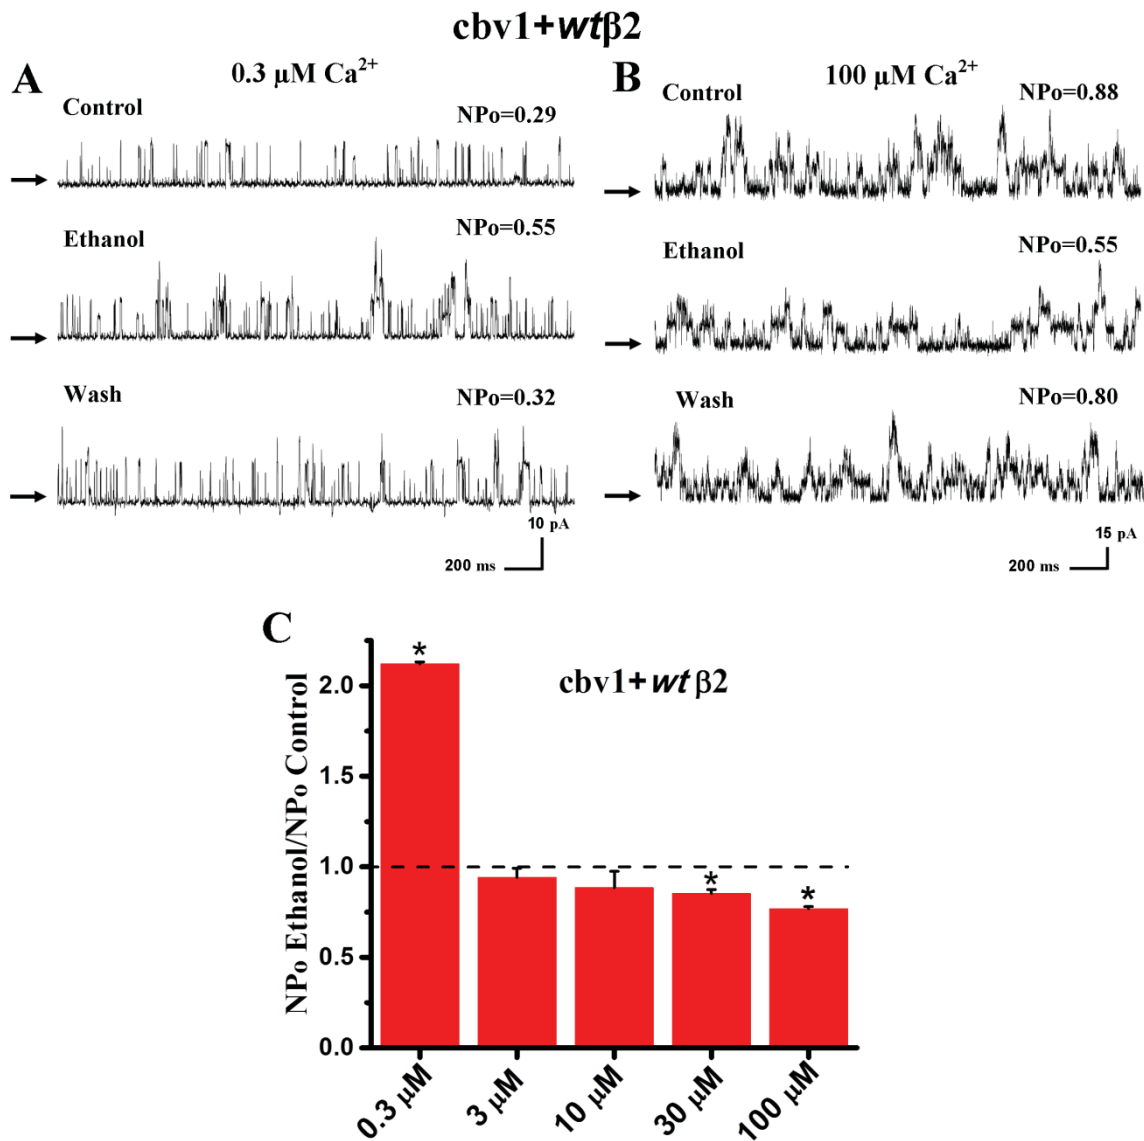 cbv1+wtβ2
A
0.3 μM Ca²⁺
Control
NPo=0.29
Ethanol
NPo=0.55
Wash
NPo=0.32
10 pA
200 ms
B
100 μM Ca²⁺
Control
NPo=0.88
Ethanol
NPo=0.55
Wash
NPo=0.80
15 pA
200 ms
C
cbv1+wt β2
NPo Ethanol/NPo Control
2.0
1.5
1.0
0.5
0.0
*
*
*
0.3 μM
3 μM
10 μM
30 μM
100 μM